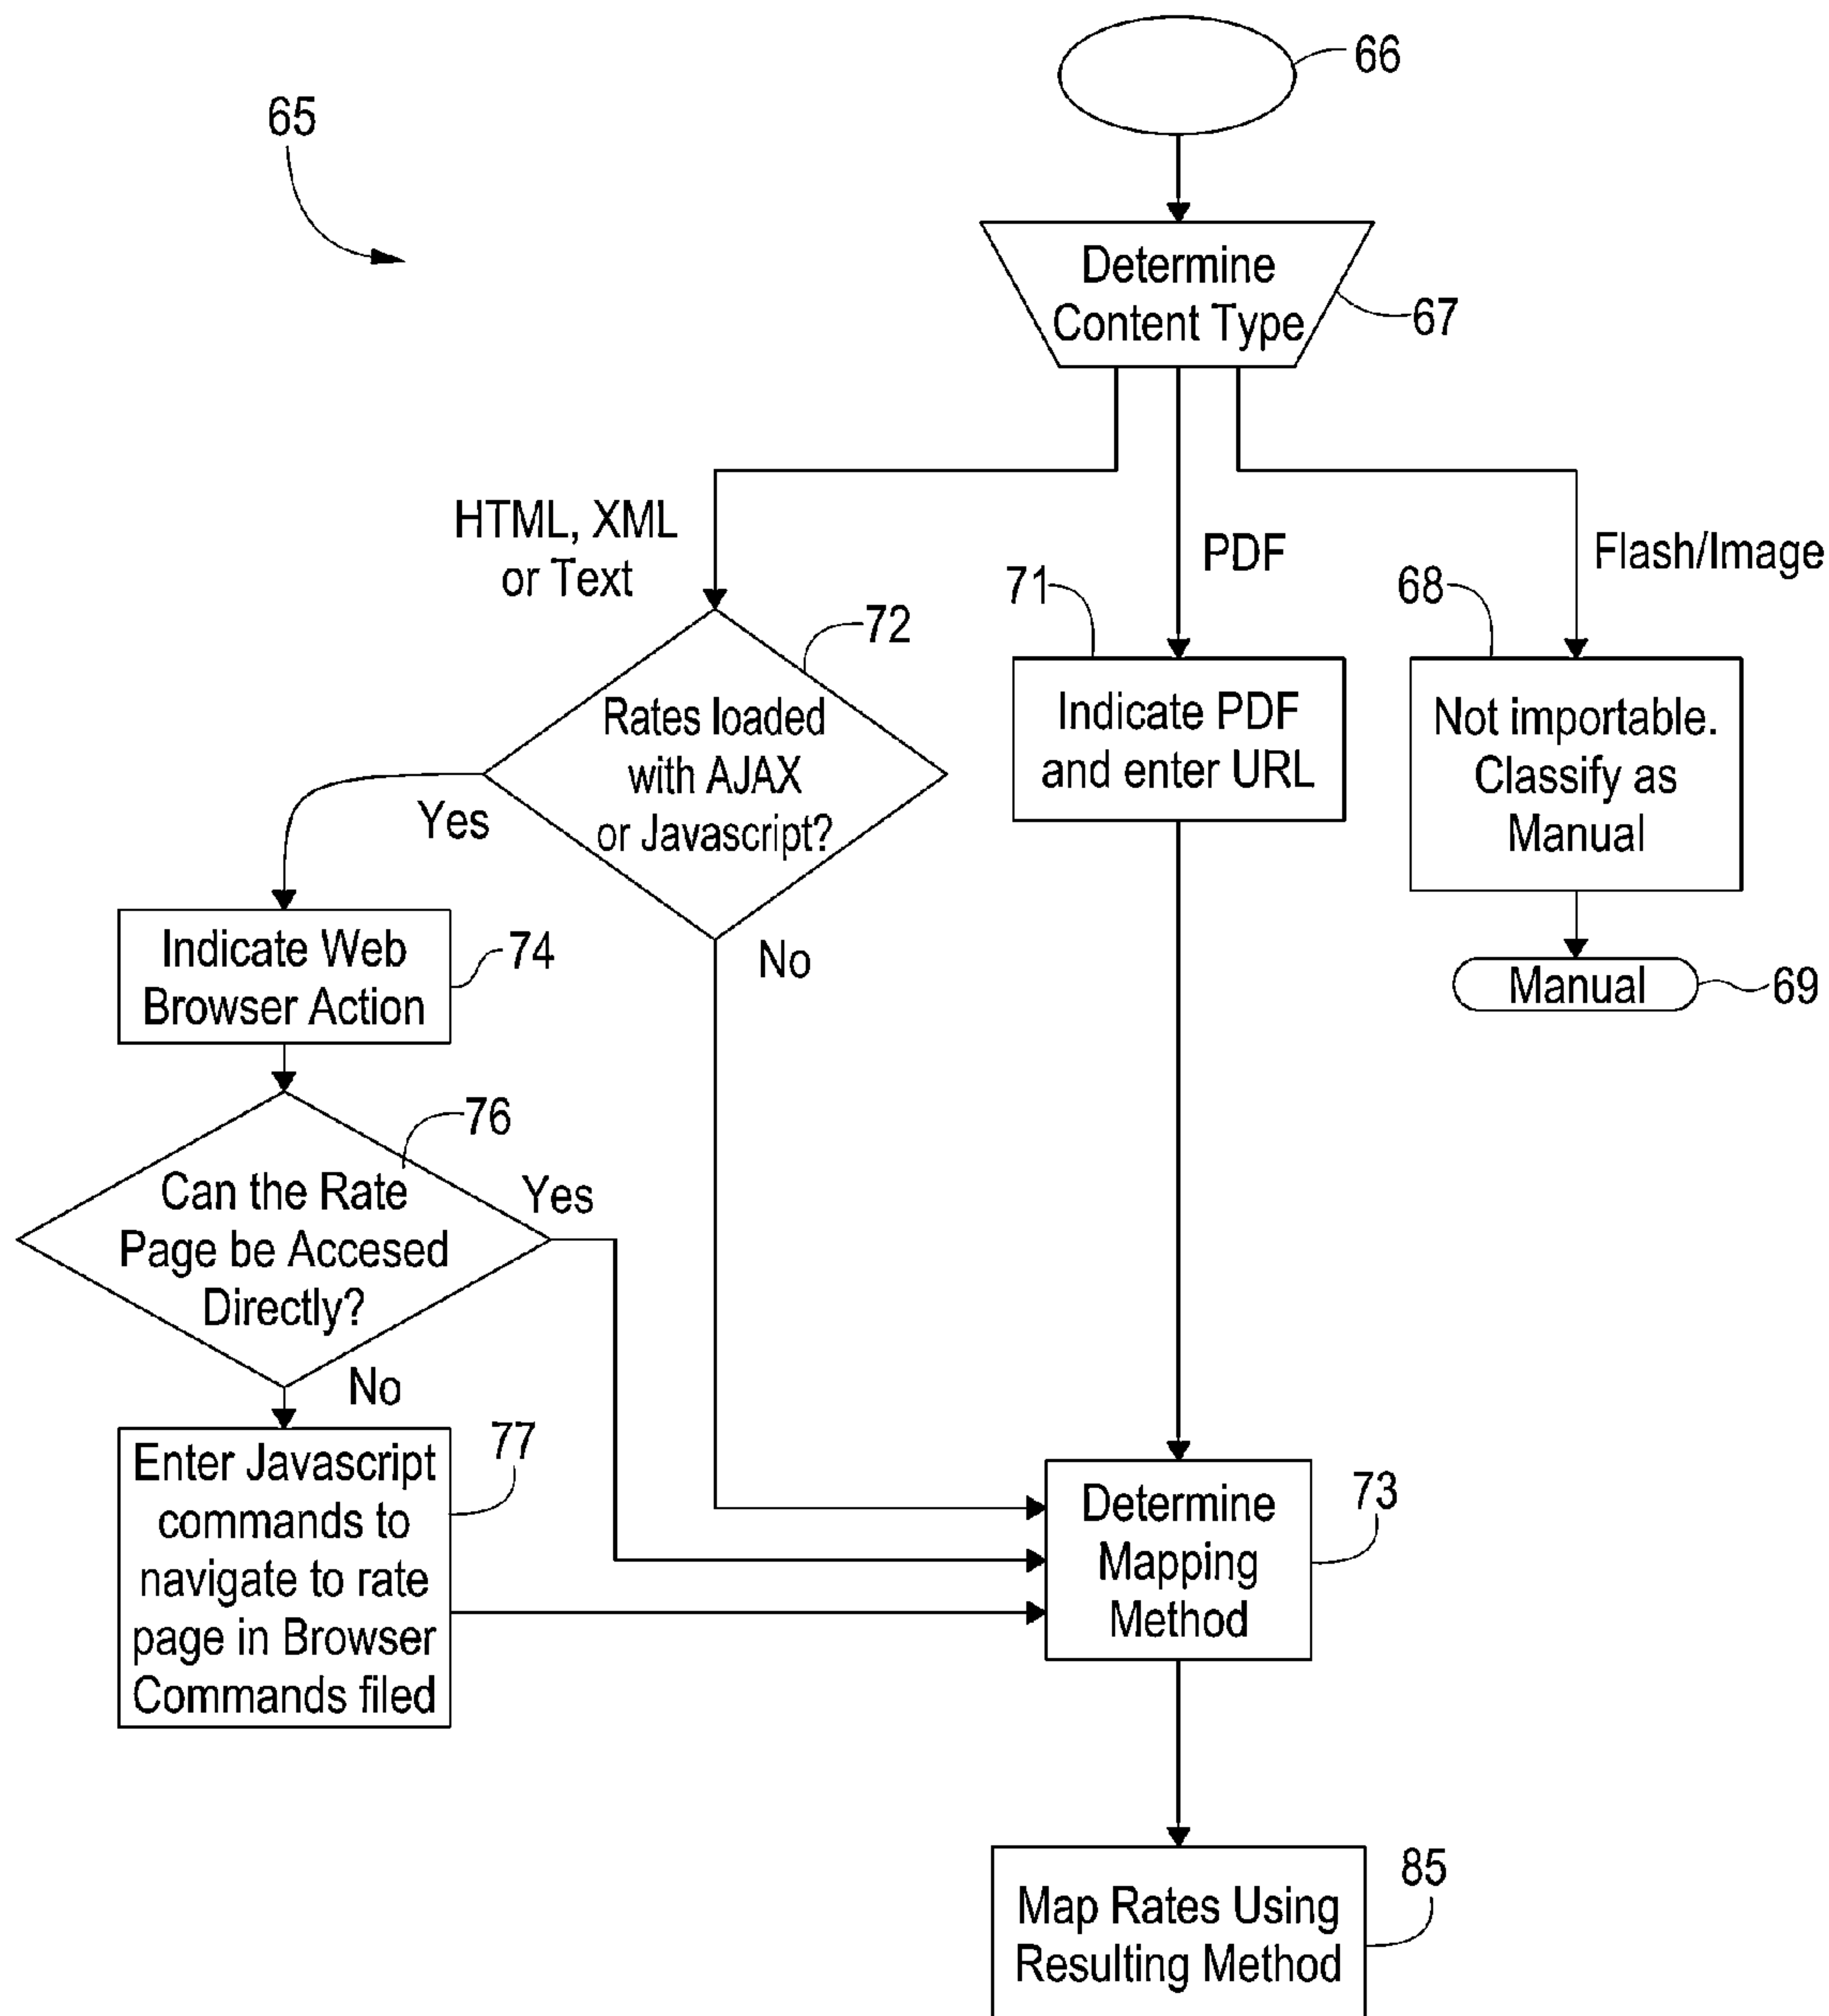 66
65
Determine
Content Type
67
HTML, XML
or Text
PDF
Flash/Image
71
68
72
Rates loaded
with AJAX
or Javascript?
Indicate PDF
and enter URL
Not importable.
Classify as
Manual
Yes
No
Indicate Web
Browser Action
74
Manual
69
76
Can the Rate
Page be Accesed
Directly?
Yes
No
77
Enter Javascript
commands to
navigate to rate
page in Browser
Commands filed
Determine
Mapping
Method
73
85
Map Rates Using
Resulting Method